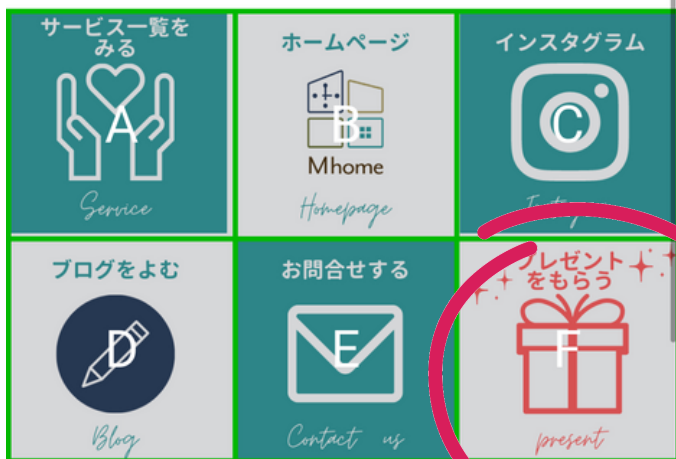 サービス一覧を
みる
A
Service
ホームページ
B
Mhome
Homepage
インスタグラム
C
ブログをよむ
D
Blog
お問合せする
E
Contact us
プレゼント
をもらう
F
present